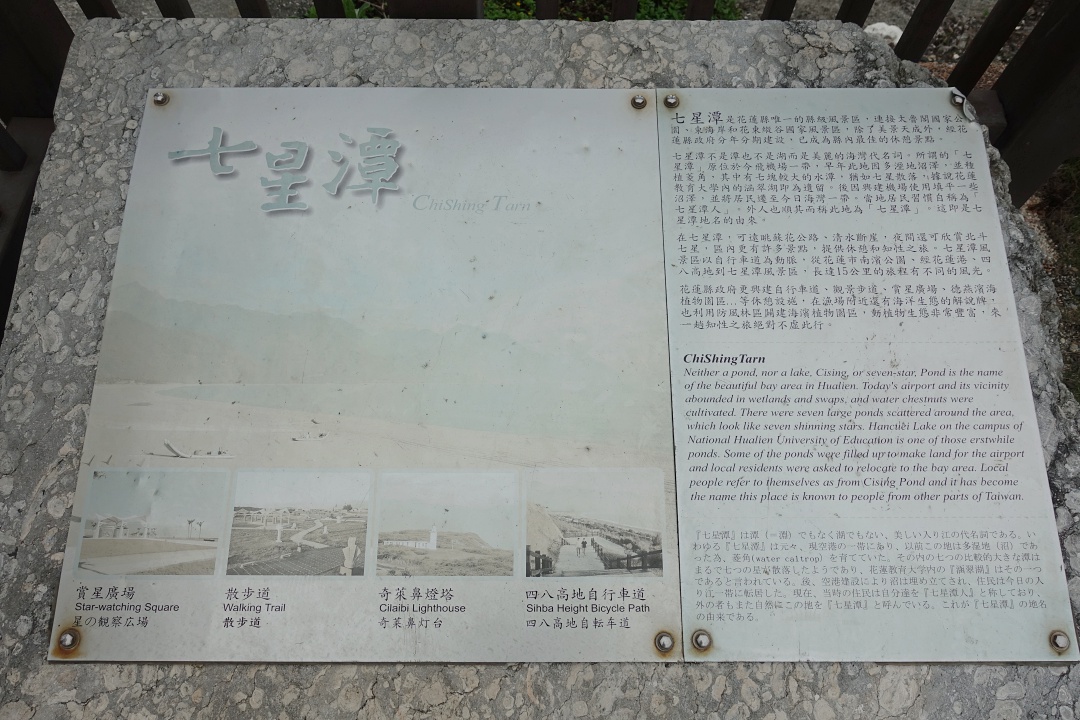 七星潭
ChiShing Tarn
賞星廣場
Star-watching Square
星の観察広場
散步道
Walking Trail
散歩道
奇萊鼻燈塔
Cilaibi Lighthouse
奇莱鼻灯台
四八高地自行車道
Sihba Height Bicycle Path
四八高地自転車道
七星潭是花蓮縣唯一的縣級風景區，連接太魯閣國家公
園、東海岸和花東縱谷國家風景區，除了美景天成外，經花
蓮縣政府分年分期建設，已成為縣內最佳的休憩景點。
七星潭不是潭也不是湖而是美麗的海灣代名詞。所謂的「七
星潭」原位於今飛機場一帶，早年此地因多濕地沼澤，並種
植菱角，其中有七塊較大的水潭，猶如七星散落，據說花蓮
教育大學內的涵翠湖即為遺留。後因興建機場使用填平一些
沼澤，並將居民遷至今日海灣一帶。當地居民習慣自稱為「
七星潭人」。外人也順其而稱此地為「七星潭」。這即是七
星潭地名的由來。
在七星潭，可遠眺蘇花公路、清水斷崖，夜間還可欣賞北斗
七星，區內更有許多景點，提供休憩和知性之旅。七星潭風
景區以自行車道為動脈，從花蓮市南濱公園、經花蓮港、四
八高地到七星潭風景區，長達15公里的旅程有不同的風光。
花蓮縣政府更興建自行車道、觀景步道、賞星廣場、德燕濱海
植物園區...等休憩設施，在漁場附近還有海洋生態的解說牌，
也利用防風林區闢建海濱植物園區，動植物生態非常豐富，來
一趟知性之旅絕對不虛此行。
ChiShingTarn
Neither a pond, nor a lake, Cising, or seven-star, Pond is the name
of the beautiful bay area in Hualien. Today's airport and its vicinity
abounded in wetlands and swaps, and water chestnuts were
cultivated. There were seven large ponds scattered around the area,
which look like seven shinning stars. Hancuei Lake on the campus of
National Hualien University of Education is one of those erstwhile
ponds. Some of the ponds were filled up to make land for the airport
and local residents were asked to relocate to the bay area. Local
people refer to themselves as from Cising Pond and it has become
the name this place is known to people from other parts of Taiwan.
『七星潭』は潭（＝淵）でもなく湖でもない、美しい入り江の代名詞である。い
わゆる『七星潭』は元々、現空港の一帯にあり、以前この地は多湿地（沼）であ
った為、菱角(water caltrop) を育てていた。その内の七つの比較的大きな潭は
まるで七つの星が散落したようであり、花蓮教育大学内の『涵翠湖』はその一つ
であると言われている。後、空港建設により沼は埋め立てされ、住民は今日の入
り江一帯に転居した。現在、当時の住民は自分達を『七星潭人』と称しており、
外の者もまた自然にこの地を『七星潭』と呼んでいる。これが『七星潭』の地名
の由来である。